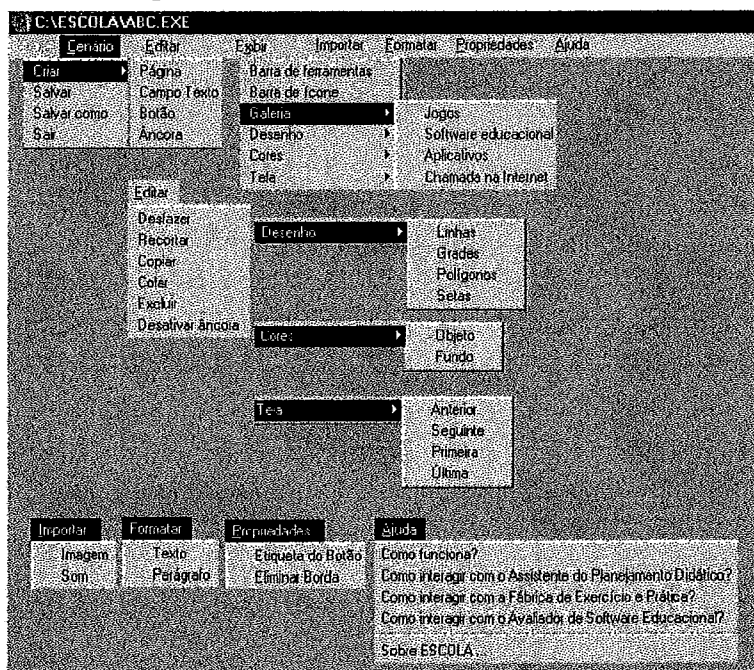 C:\ESCOLA\ABC.EXE
Cenário Editar Exibir Importar Formatar Propriedades Ajuda
Criar Página Barra de ferramentas
Salvar Campo Texto Barra de Ícone
Salvar como Botão Galeria Jogos
Sair Âncora Desenho Software educacional
Cores Aplicativos
Tela Chamada na Internet
Editar
Desfazer
Recortar Desenho Linhas
Copiar Grades
Colar Polígonos
Excluir Setas
Desativar âncora
Cores Objeto
Fundo
Tela Anterior
Seguinte
Primeira
Última
Importar Formatar Propriedades Ajuda
Imagem Texto Etiqueta do Botão Como funciona?
Som Parágrafo Eliminar Borda Como interagir com o Assistente do Planejamento Didático?
Como interagir com a Fábrica de Exercício e Prática?
Como interagir com o Avaliador de Software Educacional?
Sobre ESCOLA...